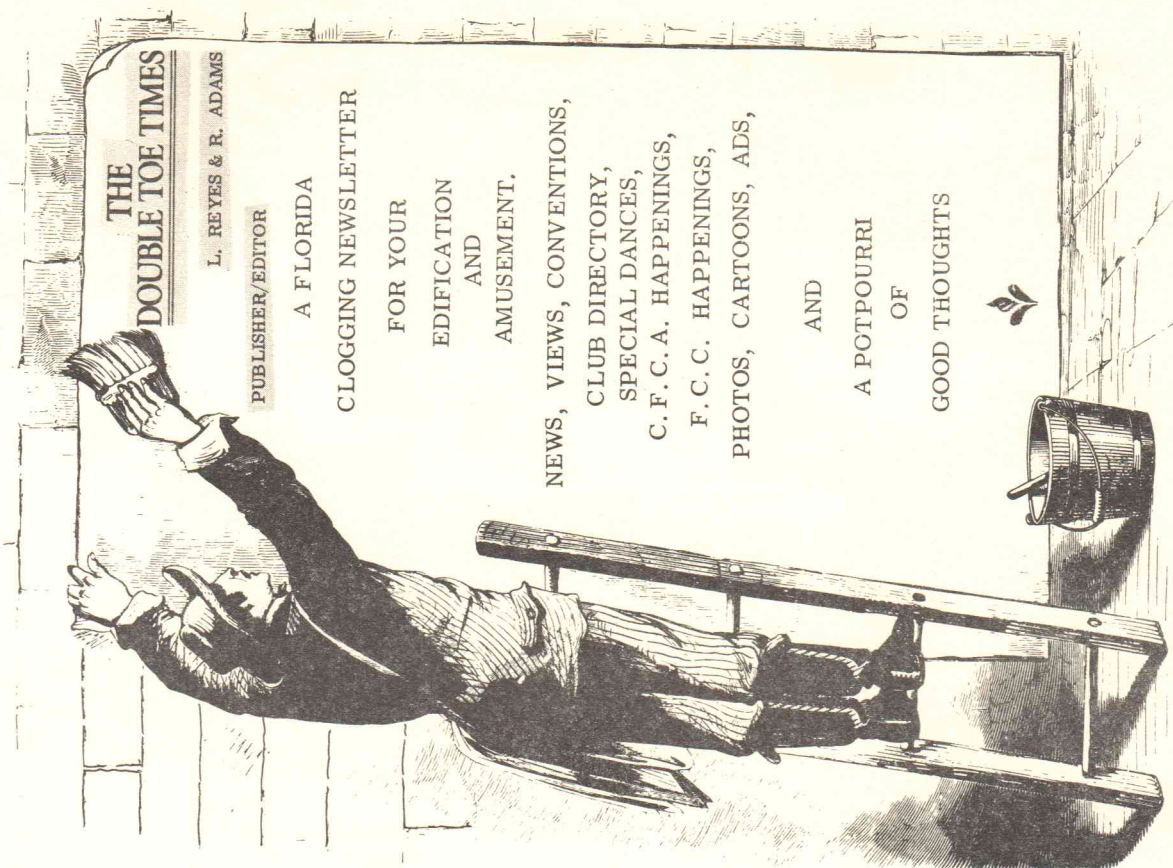 THE
DOUBLE TOE TIMES
L. REYES & R. ADAMS
PUBLISHER/EDITOR
A FLORIDA
CLOGGING NEWSLETTER
FOR YOUR
EDIFICATION
AND
AMUSEMENT.
NEWS, VIEWS, CONVENTIONS,
CLUB DIRECTORY,
SPECIAL DANCES,
C. F. C. A. HAPPENINGS,
F. C. C. HAPPPENINGS,
PHOTOS, CARTOONS, ADS,
AND
A POTPOURRI
OF
GOOD THOUGHTS